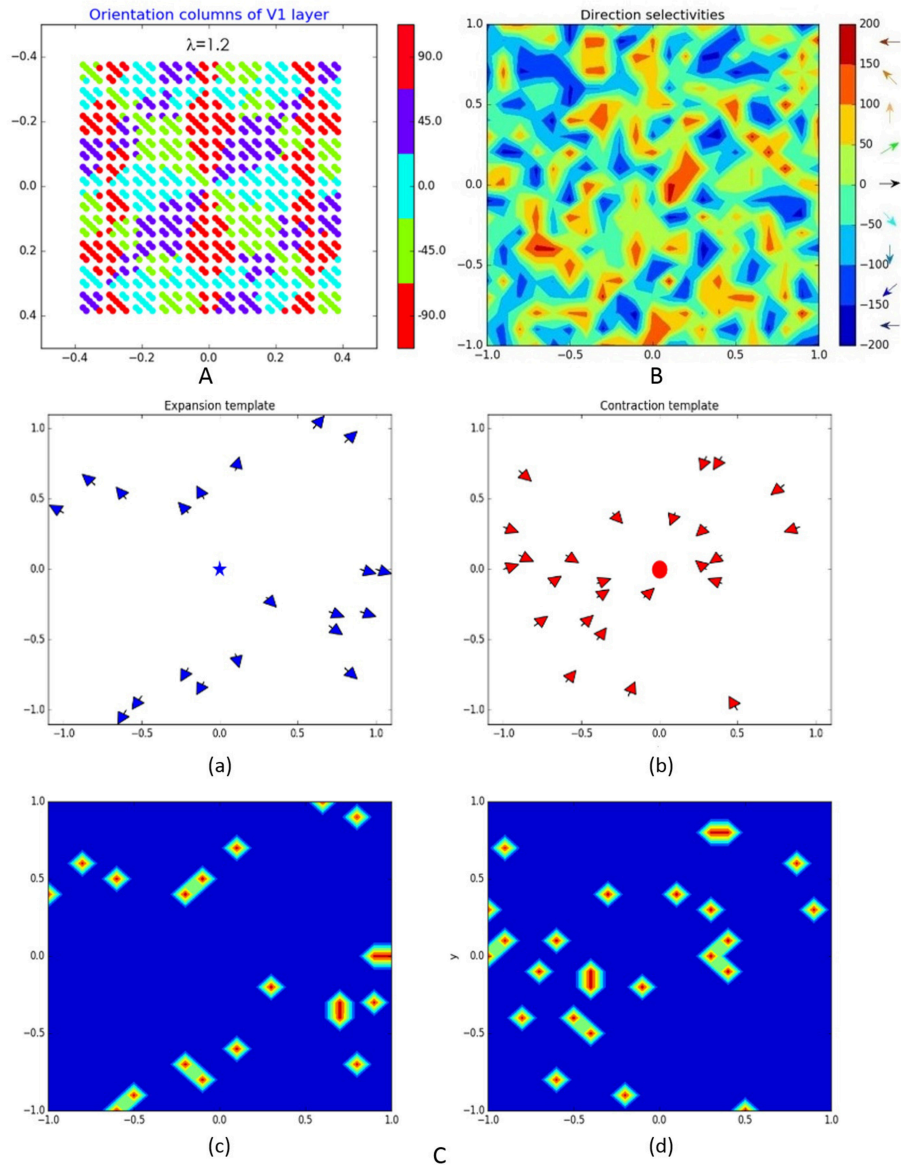 Orientation columns of V1 layer
λ=1.2
−0.4
−0.2
0.0
0.2
0.4
−0.4 −0.2 0.0 0.2 0.4
90.0
45.0
0.0
-45.0
-90.0
A
Direction selectivities
1.0
0.5
0.0
−0.5
−1.0
−1.0 −0.5 0.0 0.5 1.0
200
150
100
50
0
−50
−100
−150
−200
B
Expansion template
1.0
0.5
0.0
−0.5
−1.0
−1.0 −0.5 0.0 0.5 1.0
(a)
Contraction template
1.0
0.5
0.0
−0.5
−1.0
−1.0 −0.5 0.0 0.5 1.0
(b)
1.0
0.5
0.0
−0.5
−1.0
−1.0 −0.5 0.0 0.5 1.0
(c)
1.0
0.5
y
0.0
−0.5
−1.0
−1.0 −0.5 0.0 0.5 1.0
(d)
C